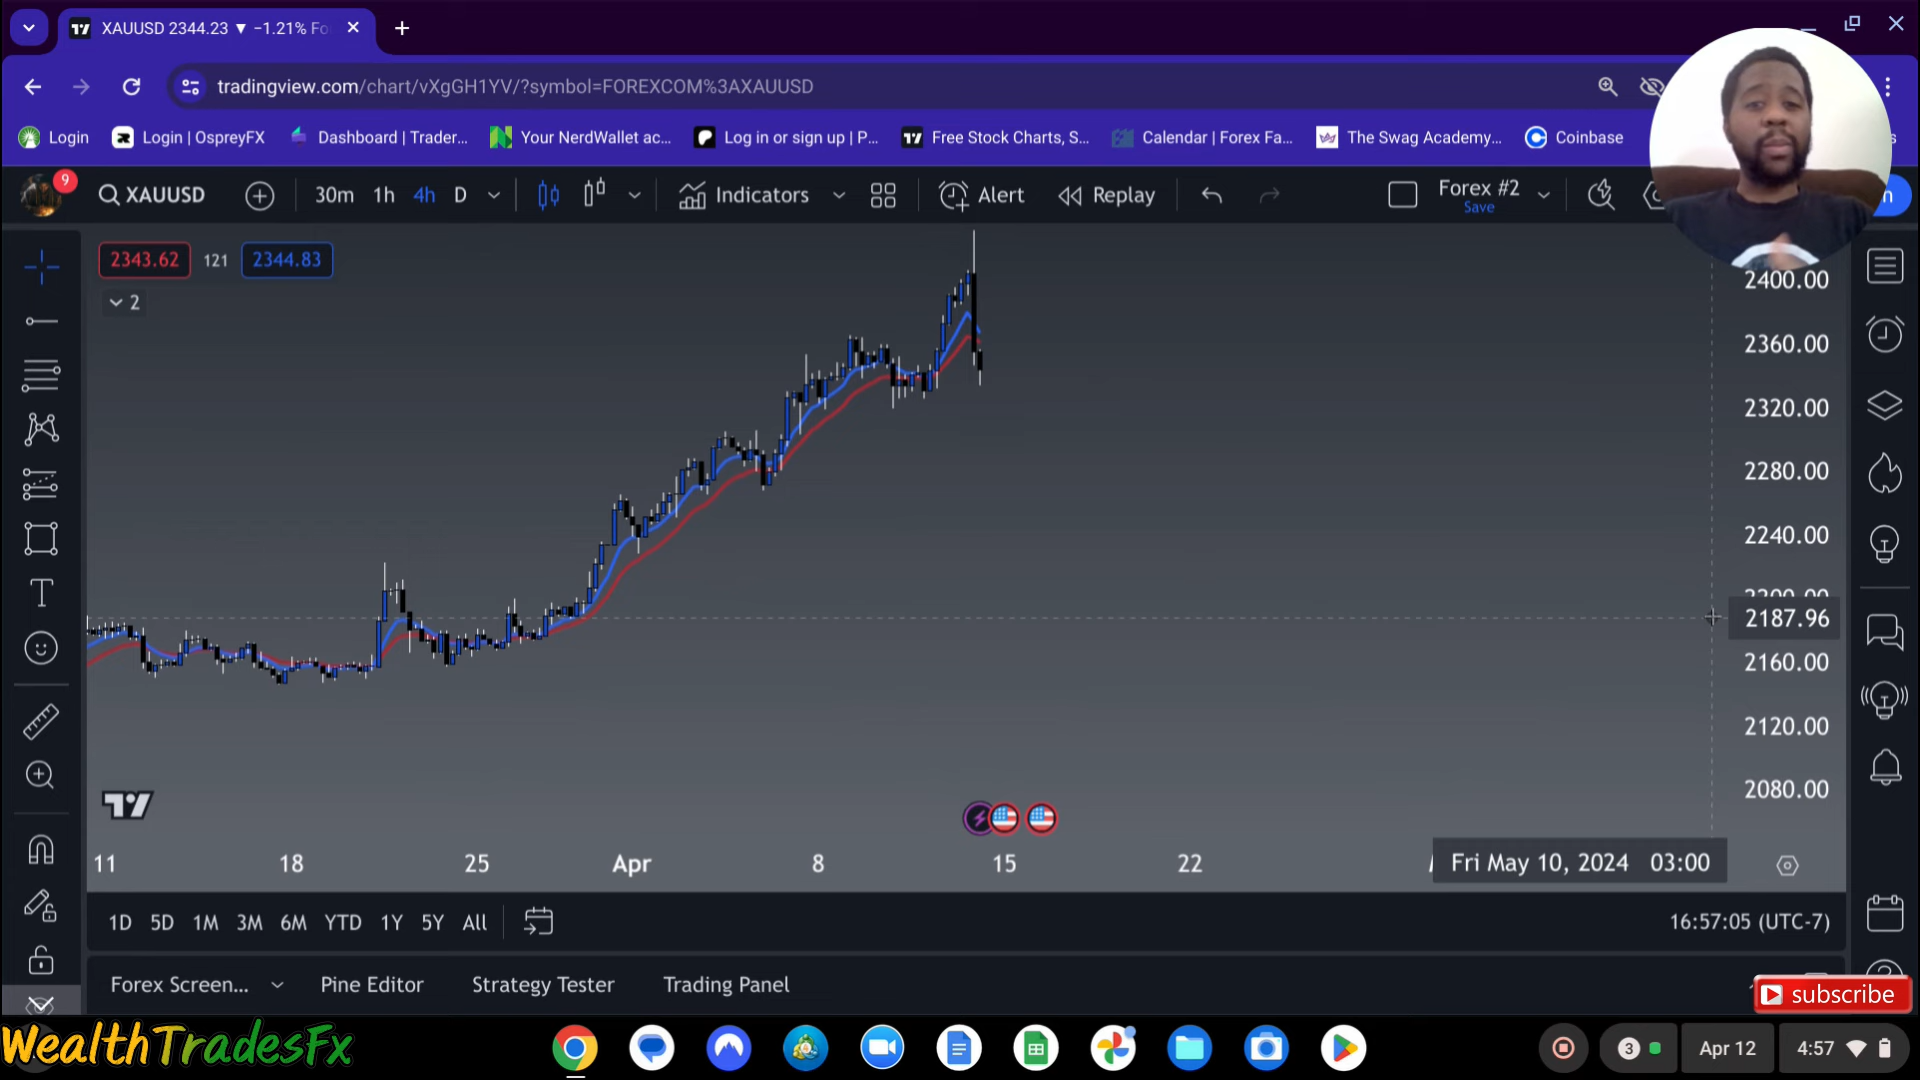 XAUUSD 2344.23 ▼ −1.21% Fo
tradingview.com/chart/vXgGH1YV/?symbol=FOREXCOM%3AXAUUSD
Login
Login | OspreyFX
Dashboard | Trader...
Your NerdWallet ac...
Log in or sign up | P...
Free Stock Charts, S...
Calendar | Forex Fa...
The Swag Academy...
Coinbase
9
XAUUSD
30m 1h 4h D
Indicators
Alert
Replay
Forex #2
Save
2343.62 121 2344.83
2
2400.00
2360.00
2320.00
2280.00
2240.00
2200.00
2187.96
2160.00
2120.00
2080.00
11 18 25 Apr 8 15 22
Fri May 10, 2024 03:00
1D 5D 1M 3M 6M YTD 1Y 5Y All
16:57:05 (UTC-7)
Forex Screen...
Pine Editor
Strategy Tester
Trading Panel
subscribe
WealthTradesFx
3
Apr 12
4:57